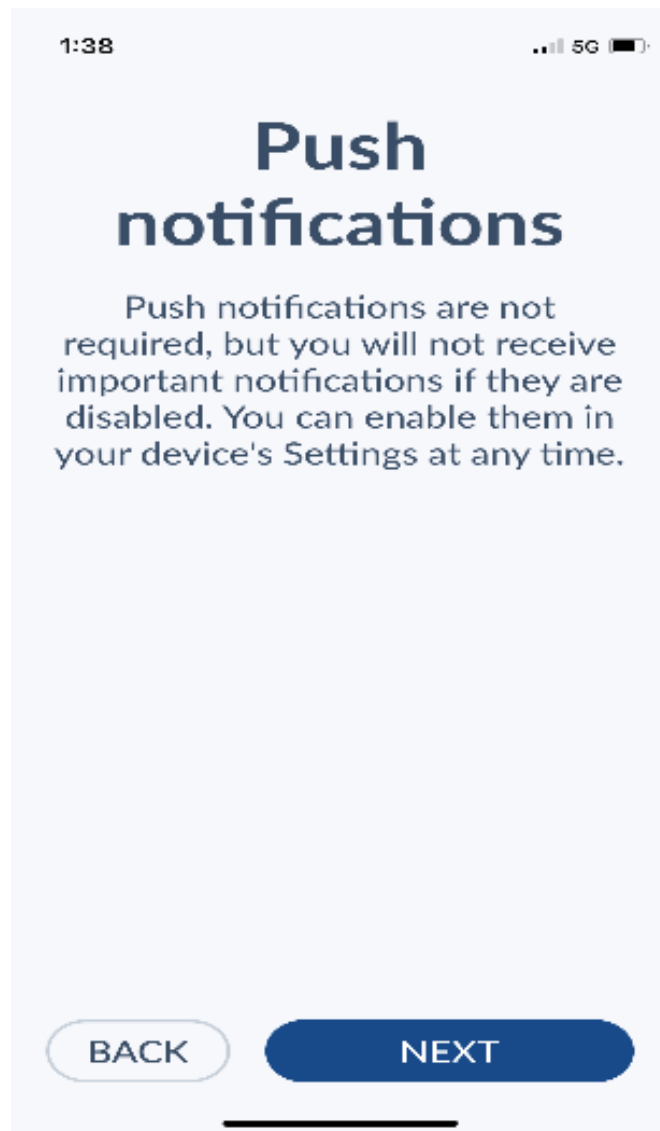 1:38 5G
Push
notifications
Push notifications are not
required, but you will not receive
important notifications if they are
disabled. You can enable them in
your device's Settings at any time.
BACK NEXT